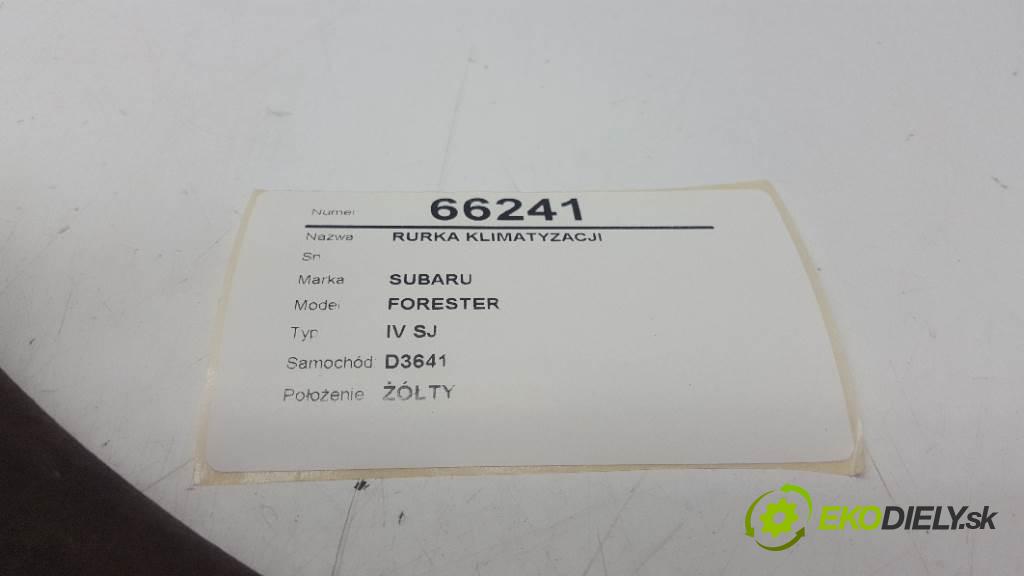 Numer 66241
Nazwa RURKA KLIMATYZACJI
Sn
Marka SUBARU
Model FORESTER
Typ IV SJ
Samochód D3641
Położenie ŻÓŁTY
EKODIELY.sk